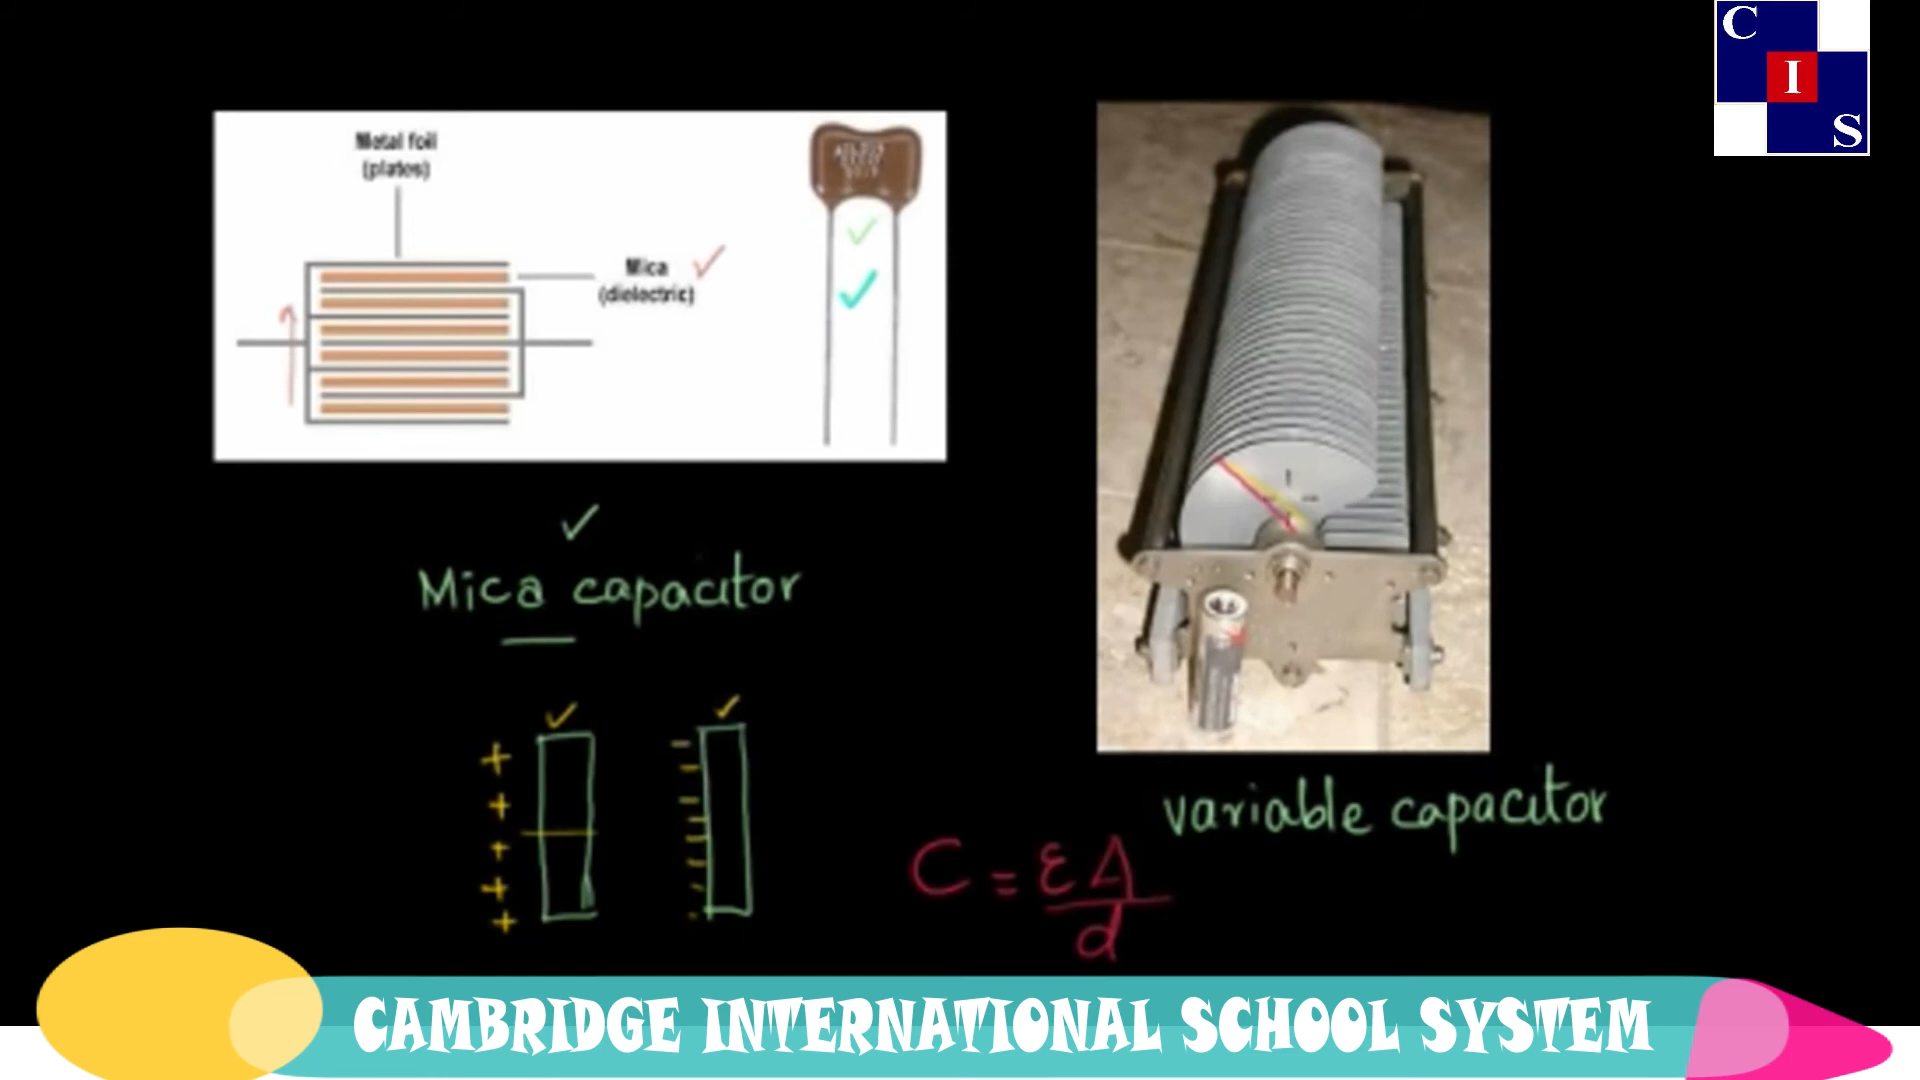 C
I
S
Metal foil
(plates)
Mica
(dielectric)
Mica capacitor
variable capacitor
+
+
+
+
+
C = εA
d
CAMBRIDGE INTERNATIONAL SCHOOL SYSTEM